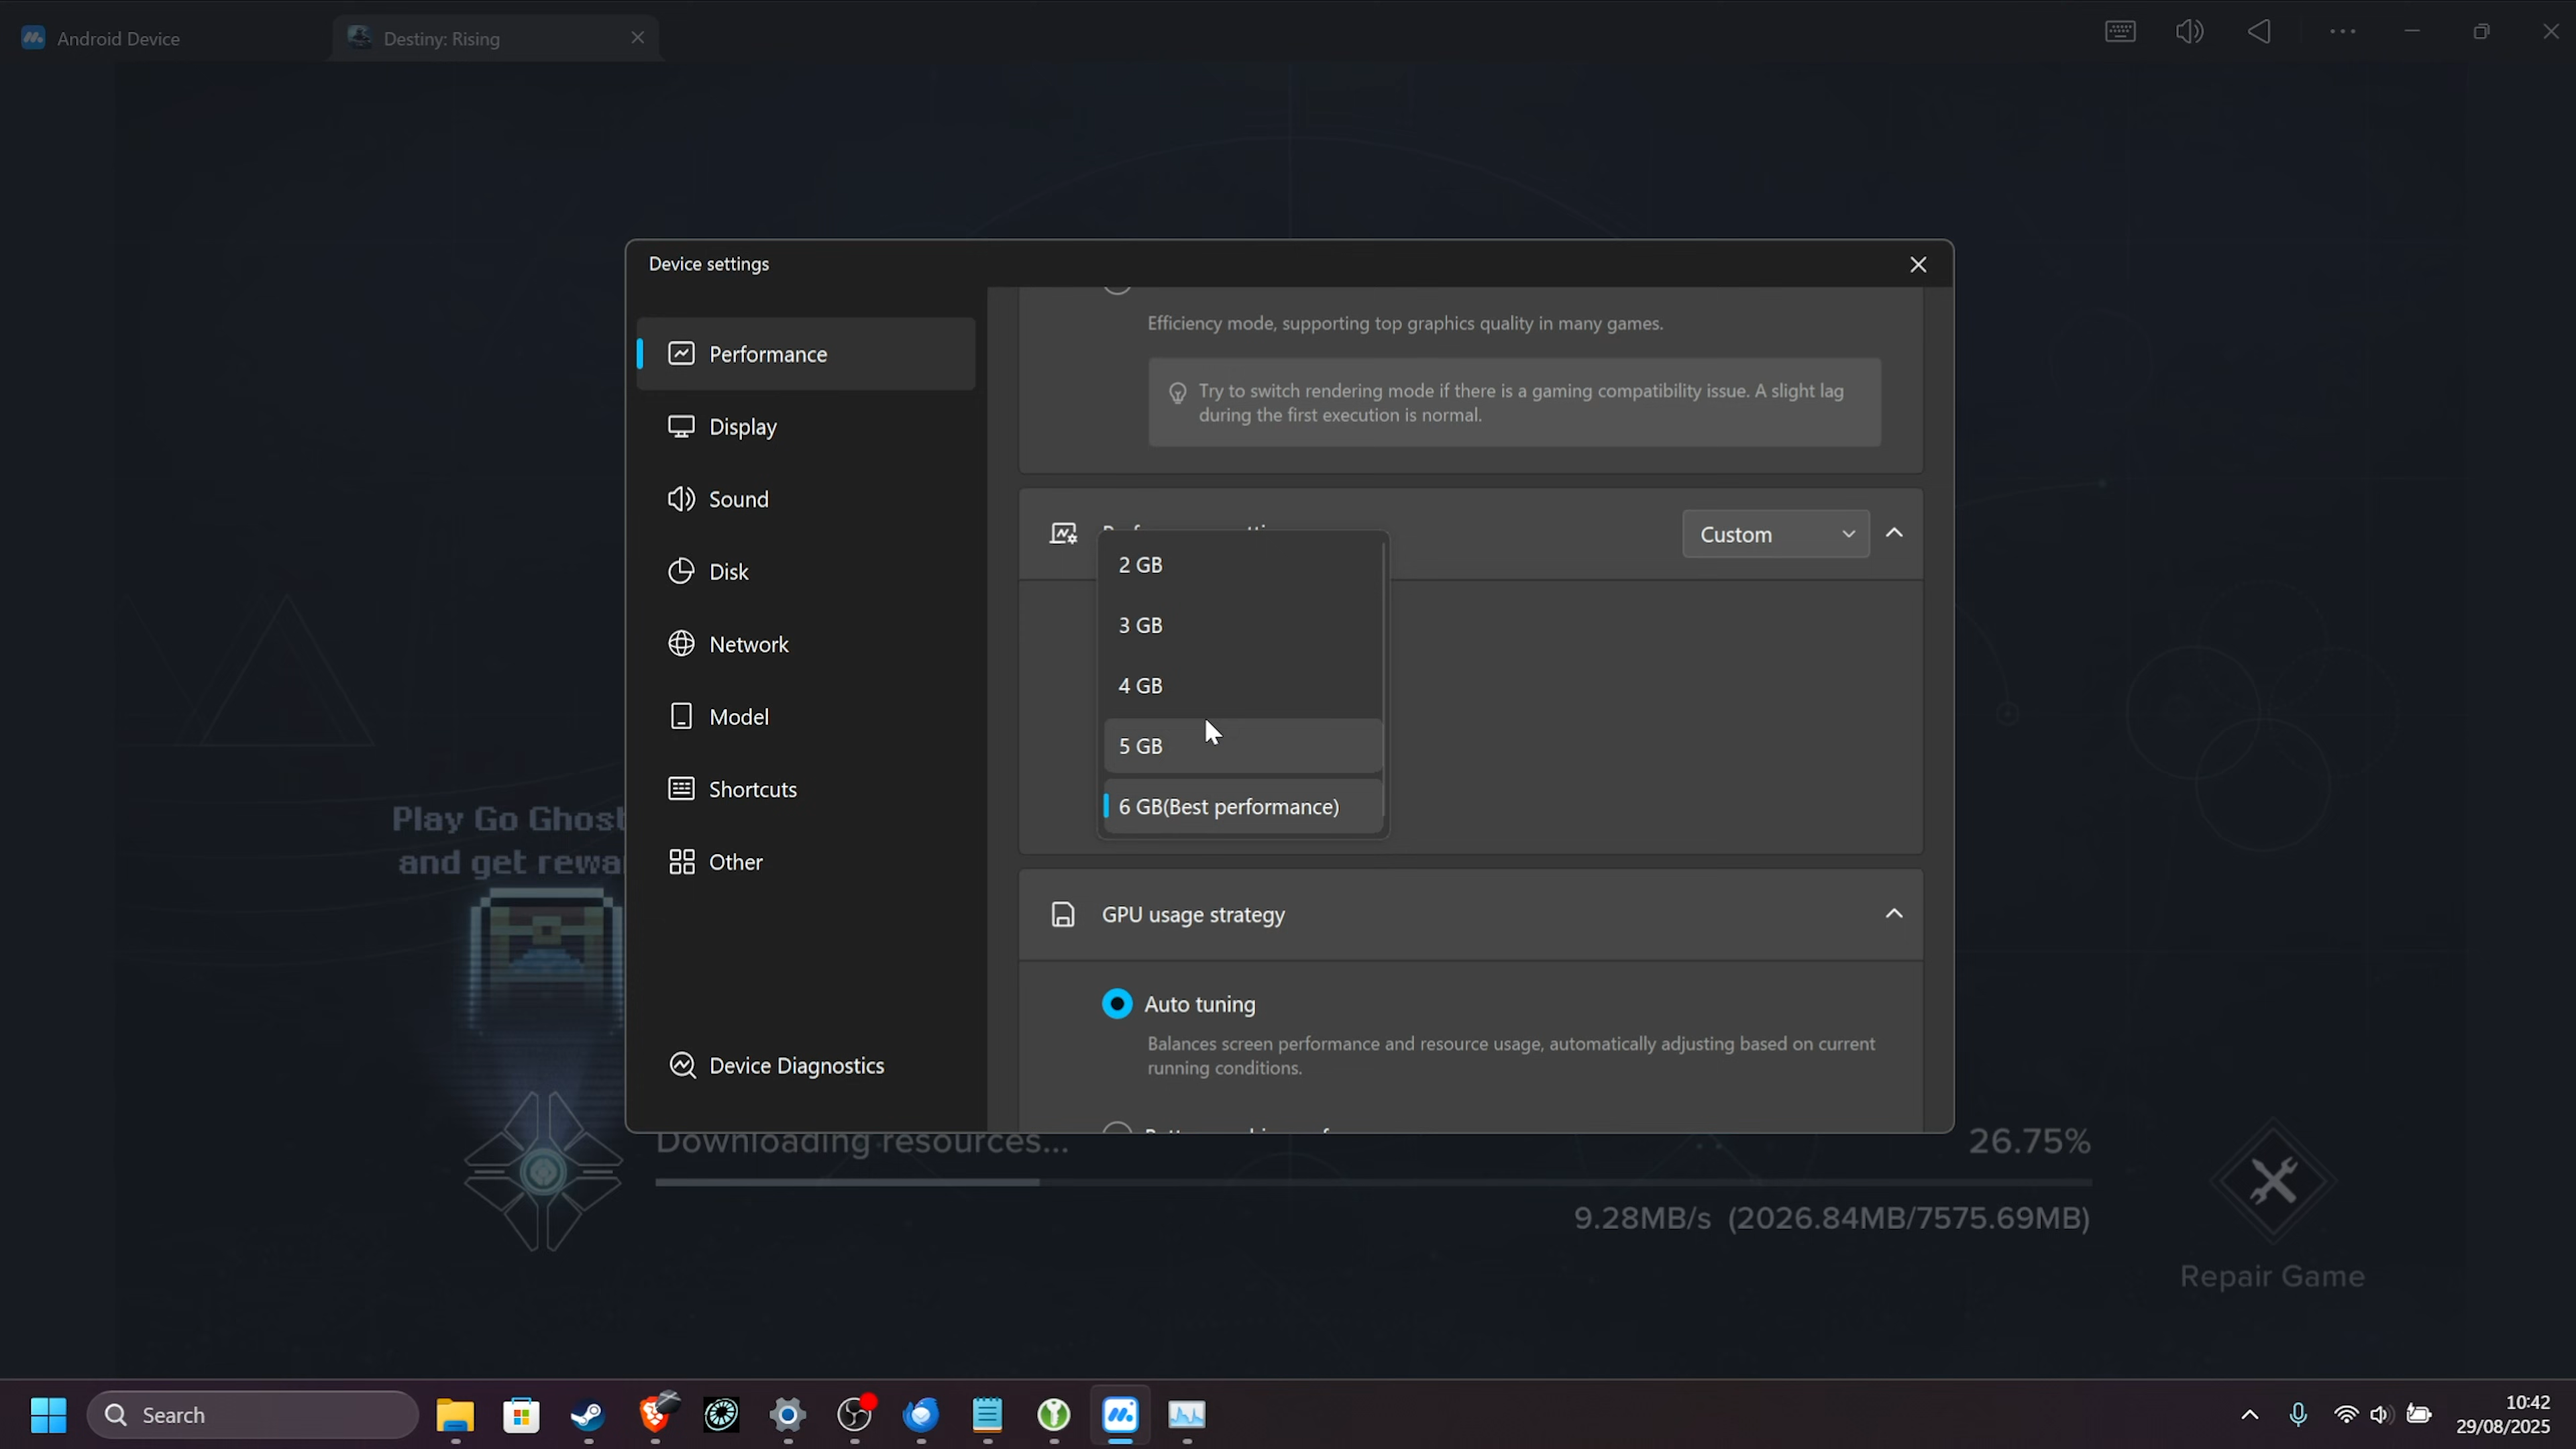 Android Device
Destiny: Rising
Device settings
Performance
Display
Sound
Disk
Network
Model
Shortcuts
Other
Device Diagnostics
Efficiency mode, supporting top graphics quality in many games.
Try to switch rendering mode if there is a gaming compatibility issue. A slight lag
during the first execution is normal.
Custom
2 GB
3 GB
4 GB
5 GB
6 GB(Best performance)
GPU usage strategy
Auto tuning
Balances screen performance and resource usage, automatically adjusting based on current
running conditions.
Play Go Ghost
and get
Downloading resources...
26.75%
9.28MB/s (2026.84MB/7575.69MB)
Repair Game
Search
10:42
29/08/2025